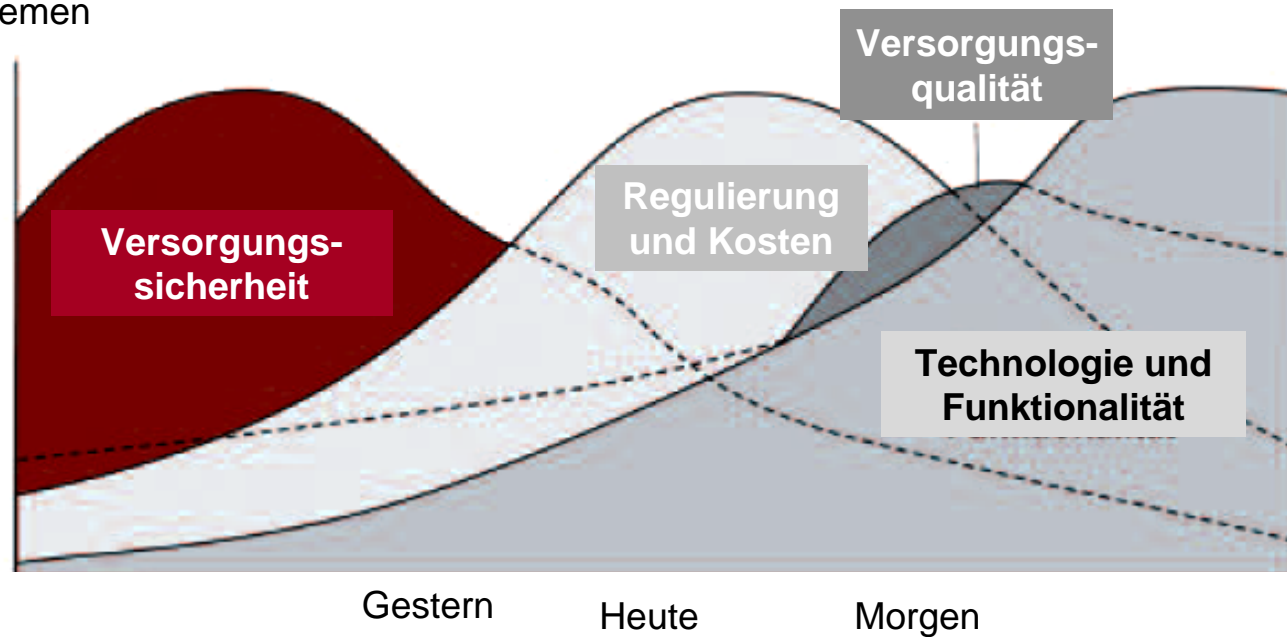 emen
Versorgungs-
qualität
Regulierung
und Kosten
Versorgungs-
sicherheit
Technologie und
Funktionalität
Gestern
Heute
Morgen